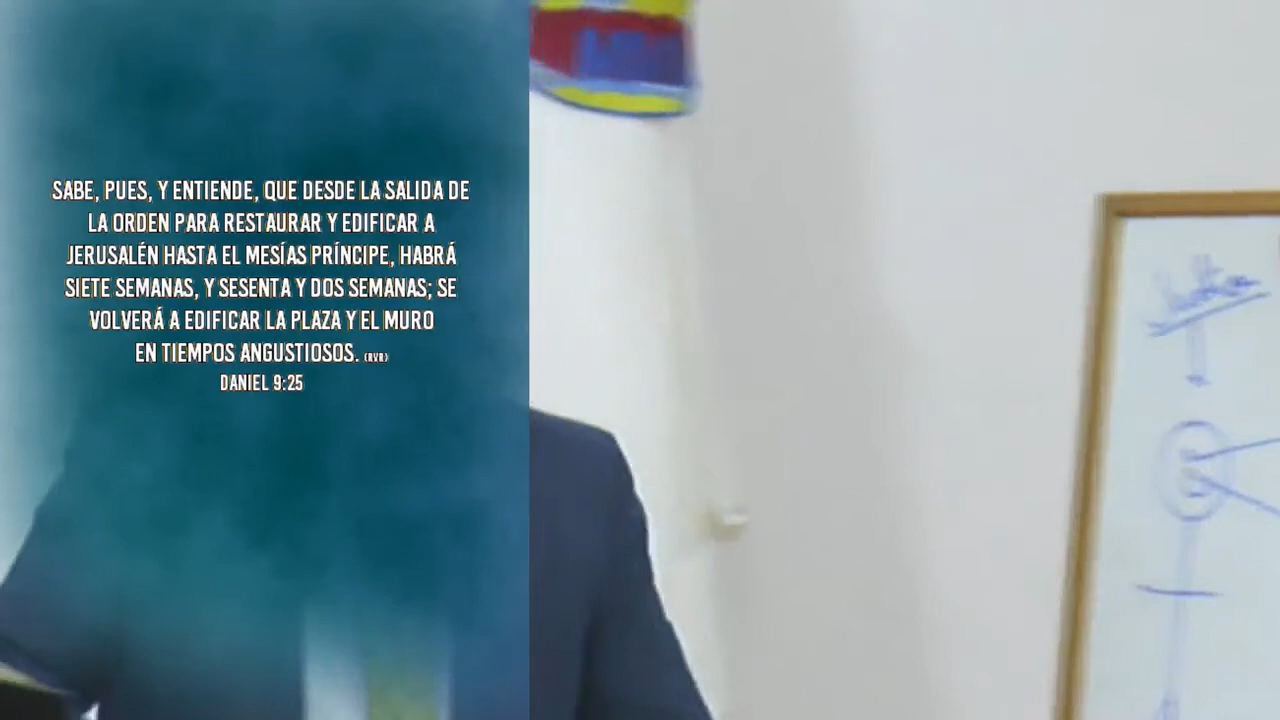 SABE, PUES, Y ENTIENDE, QUE DESDE LA SALIDA DE
LA ORDEN PARA RESTAURAR Y EDIFICAR A
JERUSALÉN HASTA EL MESÍAS PRÍNCIPE, HABRÁ
SIETE SEMANAS, Y SESENTA Y DOS SEMANAS; SE
VOLVERÁ A EDIFICAR LA PLAZA Y EL MURO
EN TIEMPOS ANGUSTIOSOS. (RVR)
DANIEL 9:25